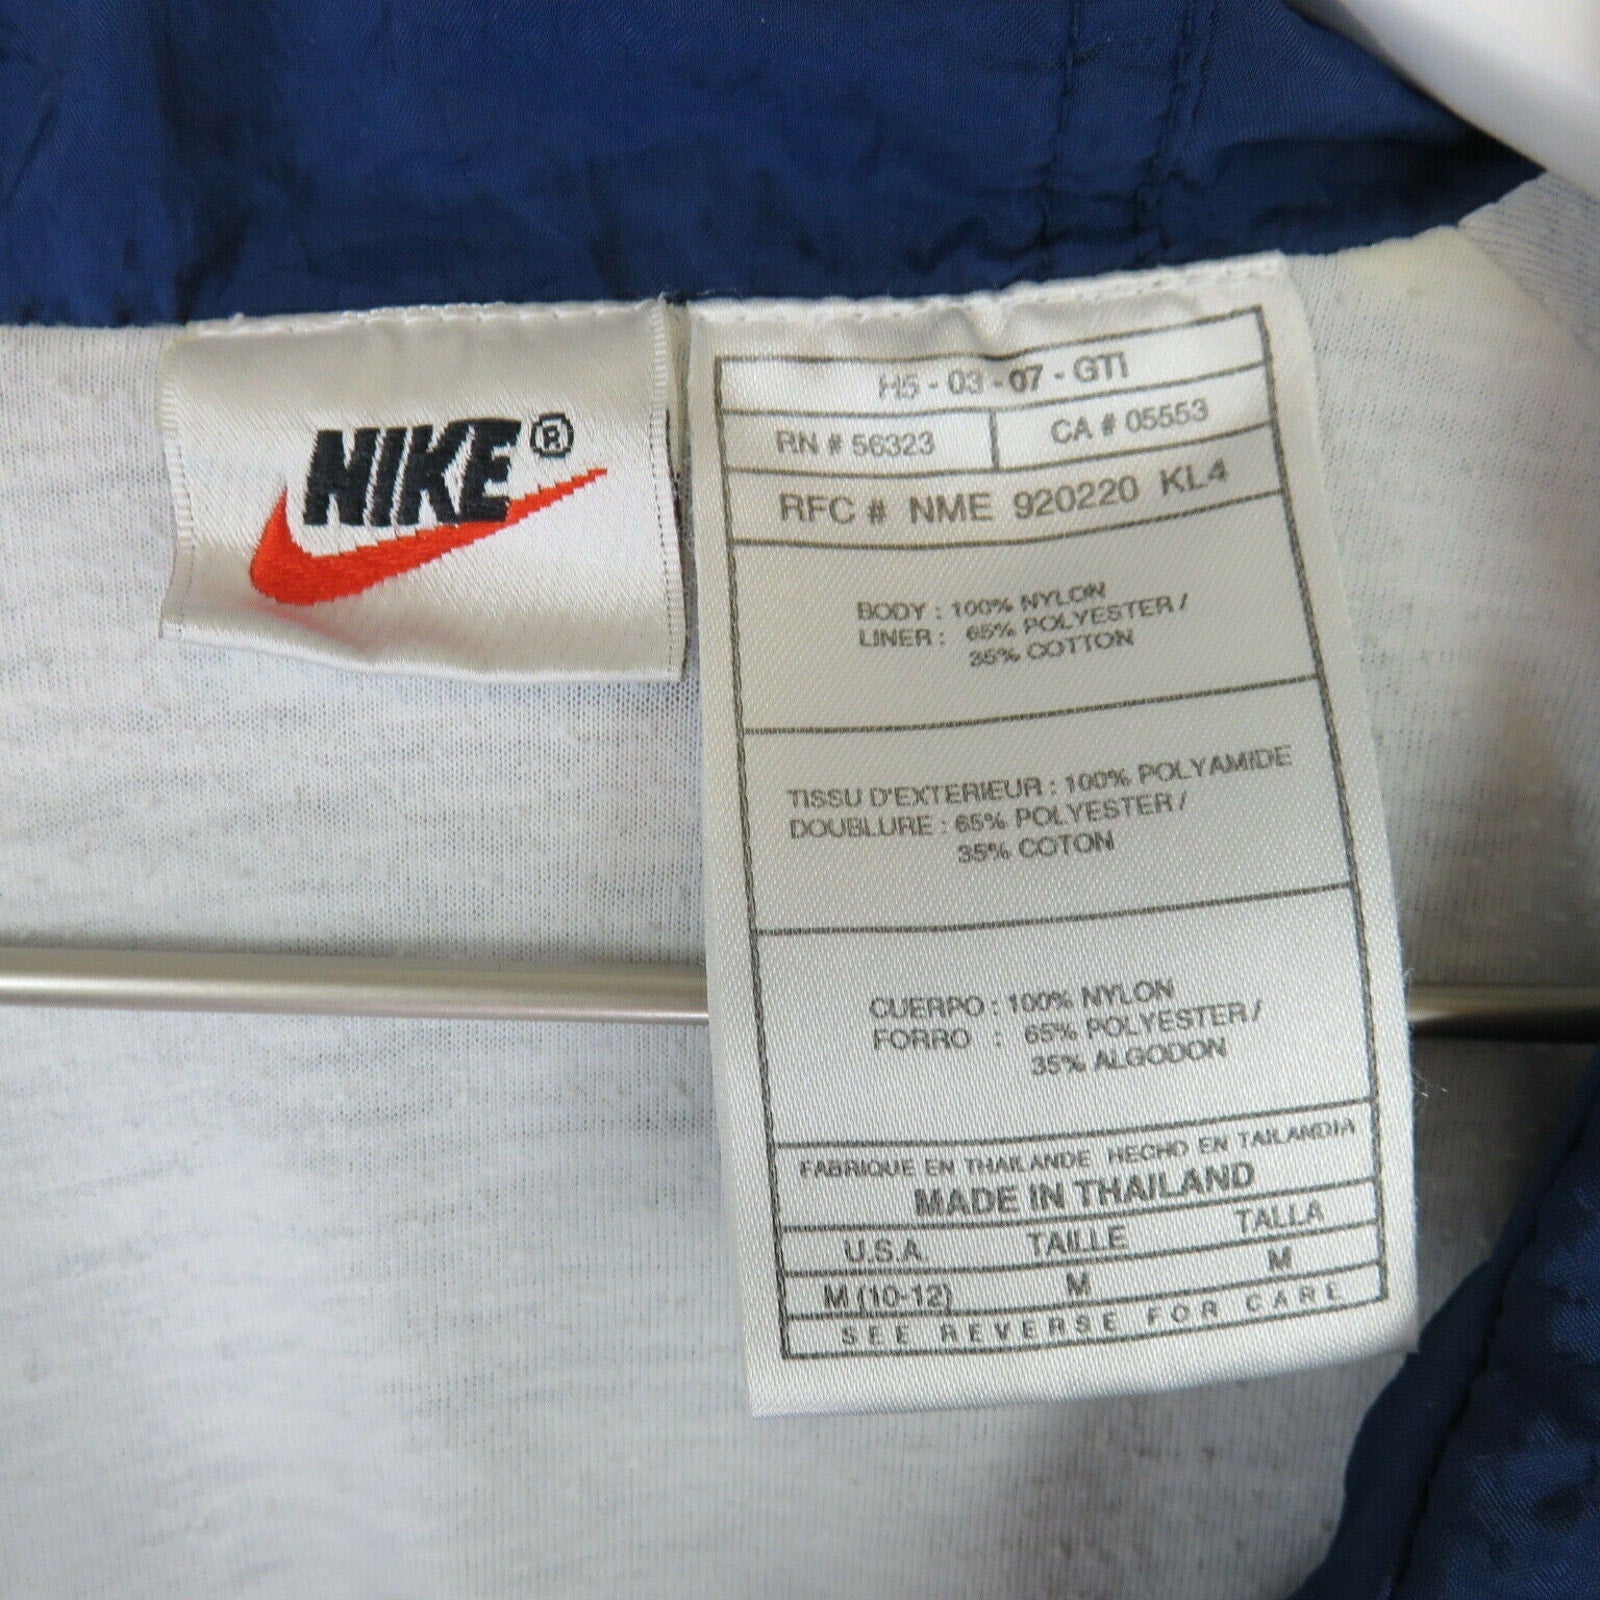 NIKE®
H5 - 03 - 07 - GTI
RN # 56323
CA # 05553
RFC # NME 920220 KL4
BODY : 100% NYLON
LINER : 65% POLYESTER /
35% COTTON
TISSU D'EXTERIEUR : 100% POLYAMIDE
DOUBLURE : 65% POLYESTER /
35% COTON
CUERPO : 100% NYLON
FORRO : 65% POLYESTER /
35% ALGODON
FABRIQUE EN THAILANDE HECHO EN TAILANDIA
MADE IN THAILAND
U.S.A. TAILLE TALLA
M (10-12) M M
SEE REVERSE FOR CARE